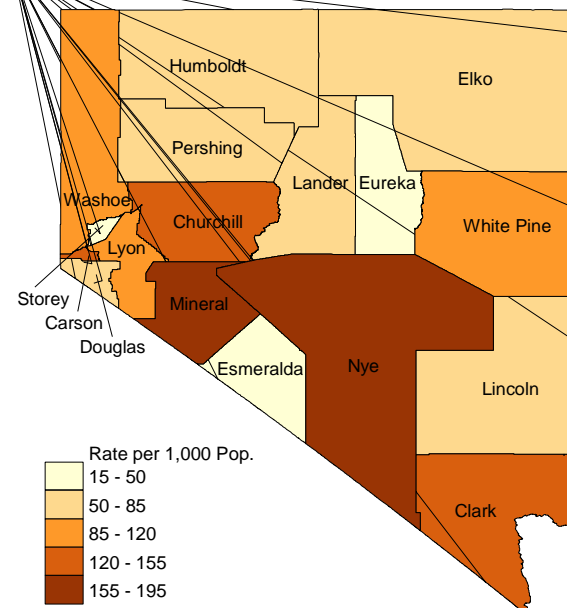 Humboldt
Elko
Pershing
Lander
Eureka
Washoe
Churchill
White Pine
Lyon
Storey
Carson
Douglas
Mineral
Esmeralda
Nye
Lincoln
Clark
Rate per 1,000 Pop.
15 - 50
50 - 85
85 - 120
120 - 155
155 - 195